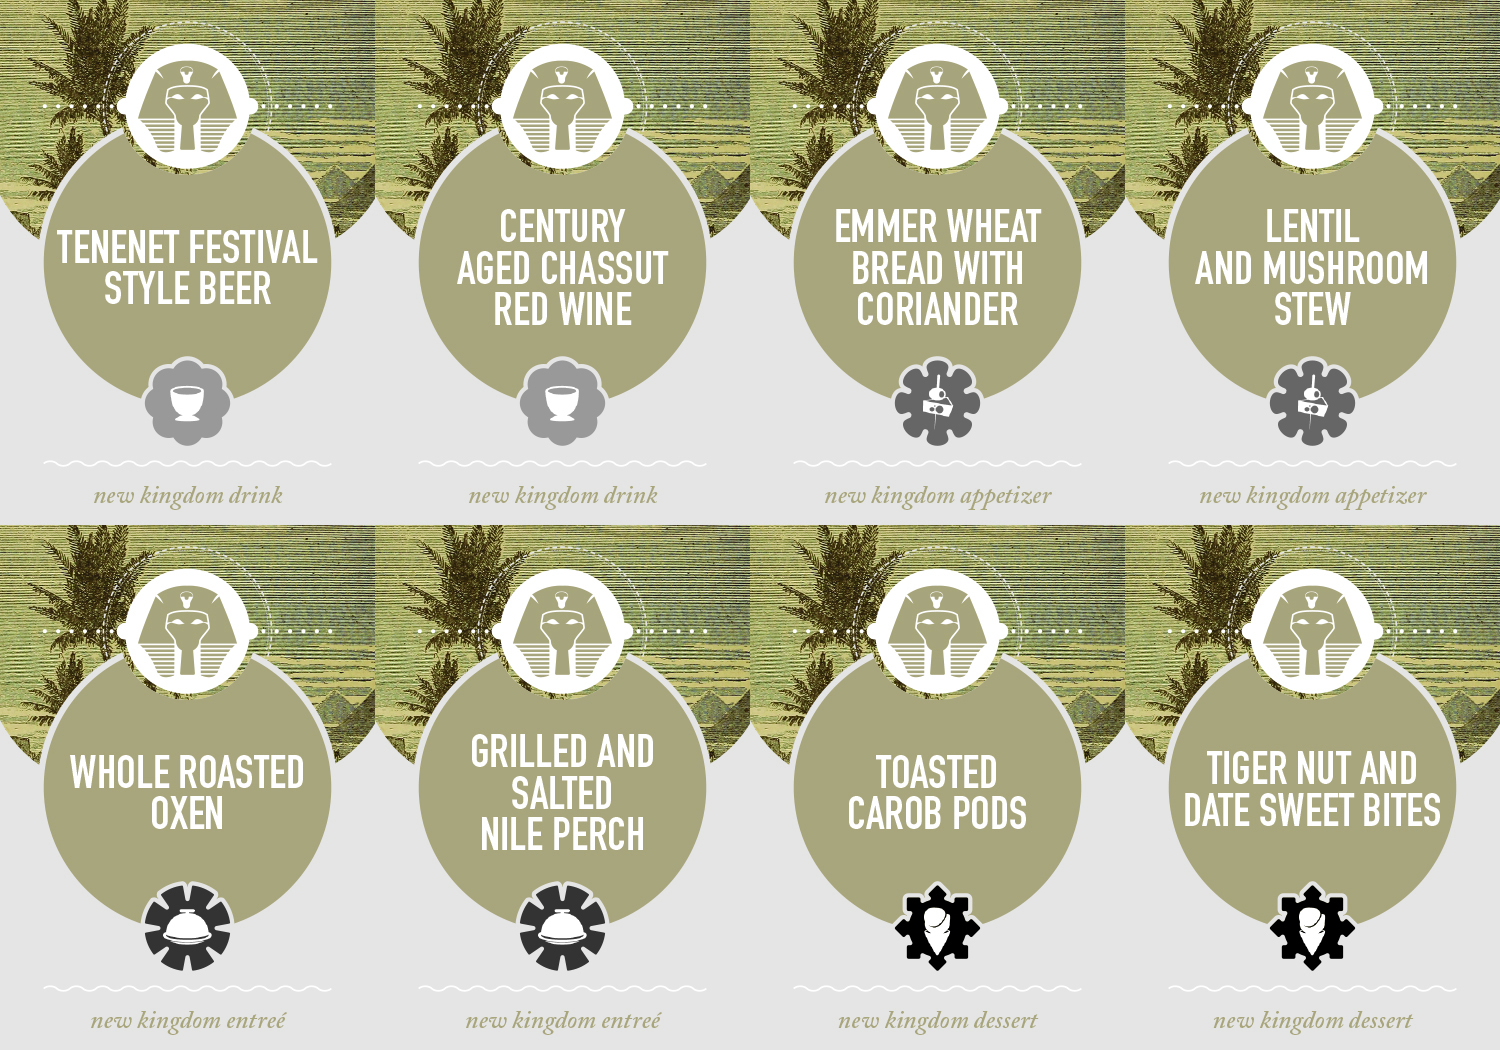 TENENET FESTIVAL
STYLE BEER
new kingdom drink
CENTURY
AGED CHASSUT
RED WINE
new kingdom drink
EMMER WHEAT
BREAD WITH
CORIANDER
new kingdom appetizer
LENTIL
AND MUSHROOM
STEW
new kingdom appetizer
WHOLE ROASTED
OXEN
new kingdom entreé
GRILLED AND
SALTED
NILE PERCH
new kingdom entreé
TOASTED
CAROB PODS
new kingdom dessert
TIGER NUT AND
DATE SWEET BITES
new kingdom dessert